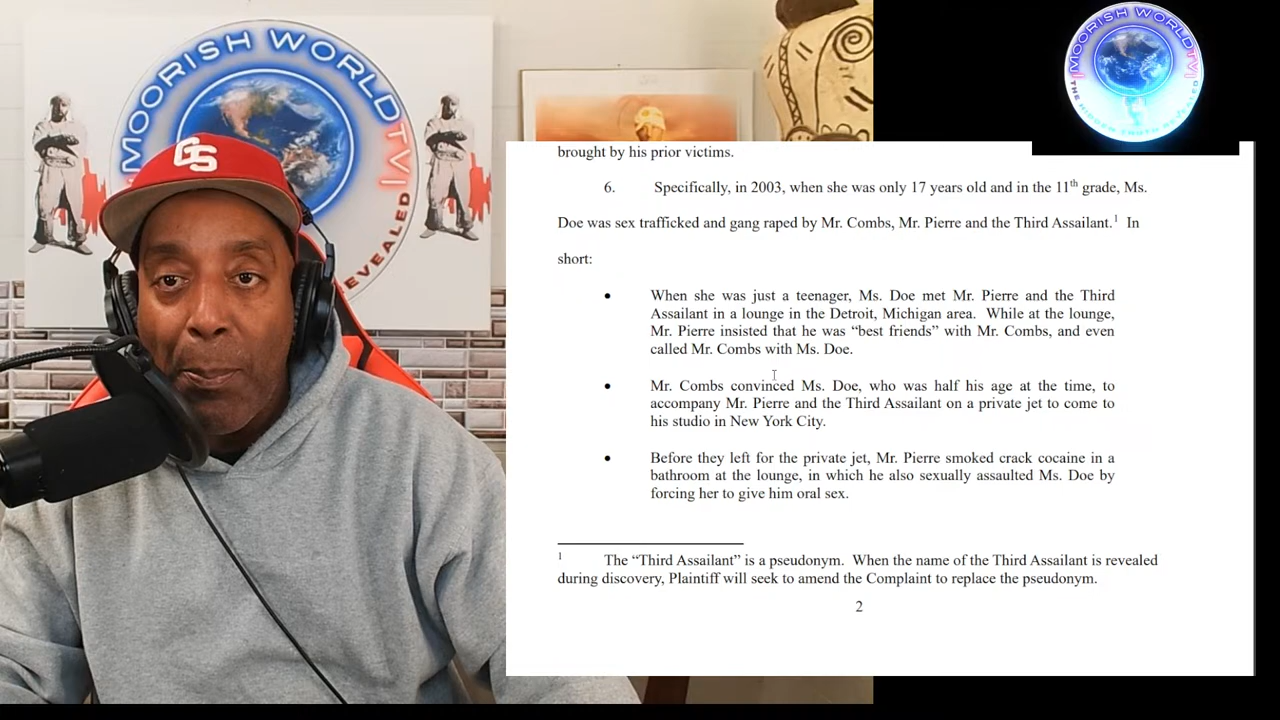 MOORISH WORLD TV
REVEALED
GS
MOORISH WORLD TV
THE HIDDEN TRUTH REVEALED
brought by his prior victims.
6. Specifically, in 2003, when she was only 17 years old and in the 11th grade, Ms.
Doe was sex trafficked and gang raped by Mr. Combs, Mr. Pierre and the Third Assailant.1 In
short:
• When she was just a teenager, Ms. Doe met Mr. Pierre and the Third
Assailant in a lounge in the Detroit, Michigan area. While at the lounge,
Mr. Pierre insisted that he was “best friends” with Mr. Combs, and even
called Mr. Combs with Ms. Doe.
• Mr. Combs convinced Ms. Doe, who was half his age at the time, to
accompany Mr. Pierre and the Third Assailant on a private jet to come to
his studio in New York City.
• Before they left for the private jet, Mr. Pierre smoked crack cocaine in a
bathroom at the lounge, in which he also sexually assaulted Ms. Doe by
forcing her to give him oral sex.
1 The “Third Assailant” is a pseudonym. When the name of the Third Assailant is revealed
during discovery, Plaintiff will seek to amend the Complaint to replace the pseudonym.
2